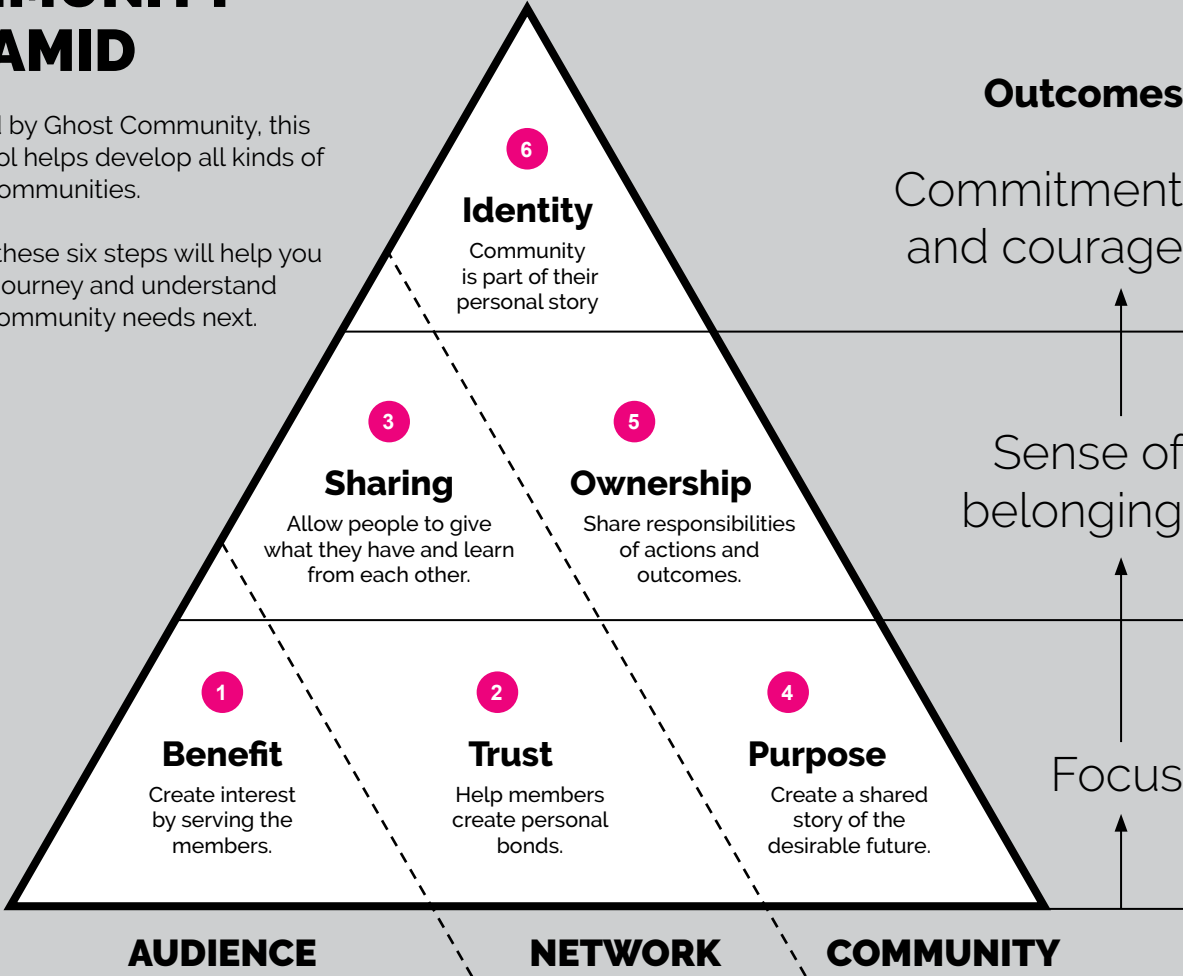 AMID
by Ghost Community, this
helps develop all kinds of
these six steps will help you
and understand
needs next.
Outcomes
Commitment
and courage
Sense of
belonging
Focus
6
Identity
Community
is part of their
personal story
3
Sharing
Allow people to give
what they have and learn
from each other.
5
Ownership
Share responsibilities
of actions and
outcomes.
1
Benefit
Create interest
by serving the
members.
2
Trust
Help members
create personal
bonds.
4
Purpose
Create a shared
story of the
desirable future.
AUDIENCE
NETWORK
COMMUNITY